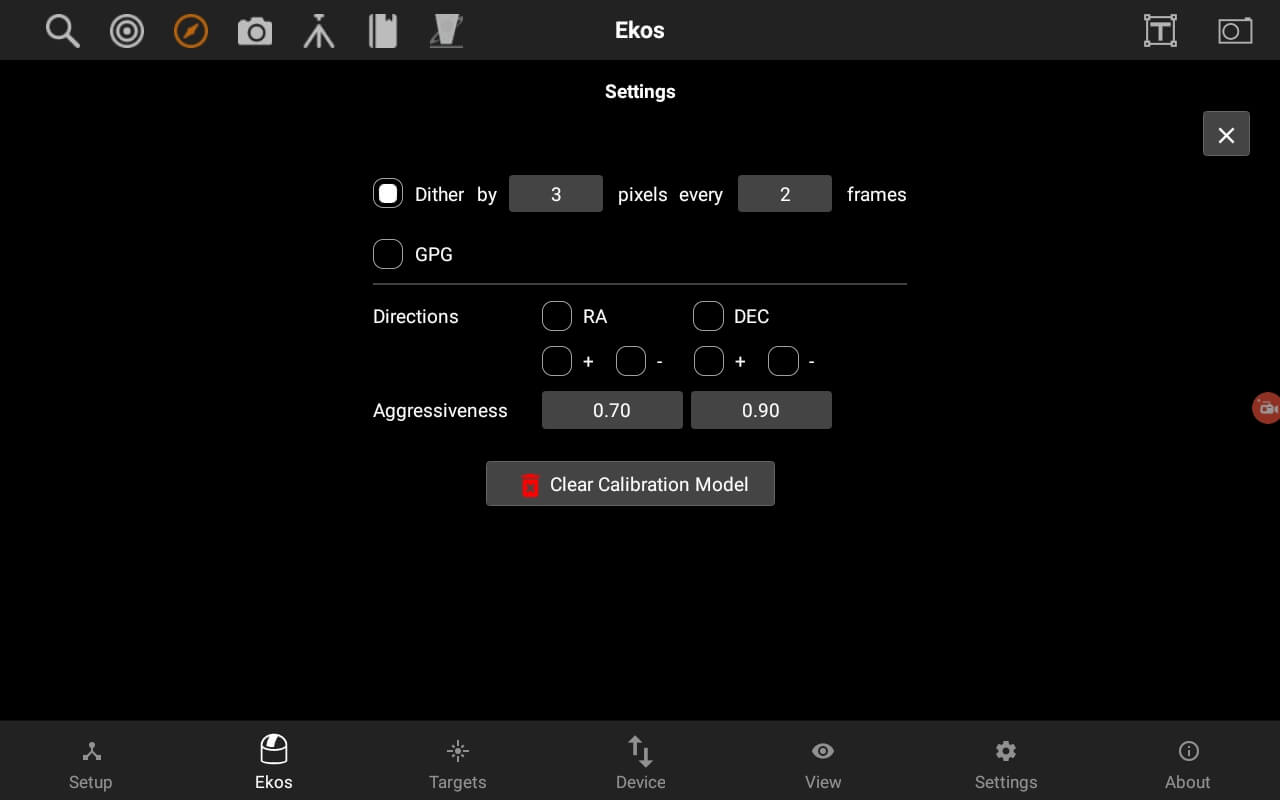 Ekos
Settings
Dither by 3 pixels every 2 frames
GPG
Directions RA DEC
+ - + -
Aggressiveness 0.70 0.90
Clear Calibration Model
Setup Ekos Targets Device View Settings About